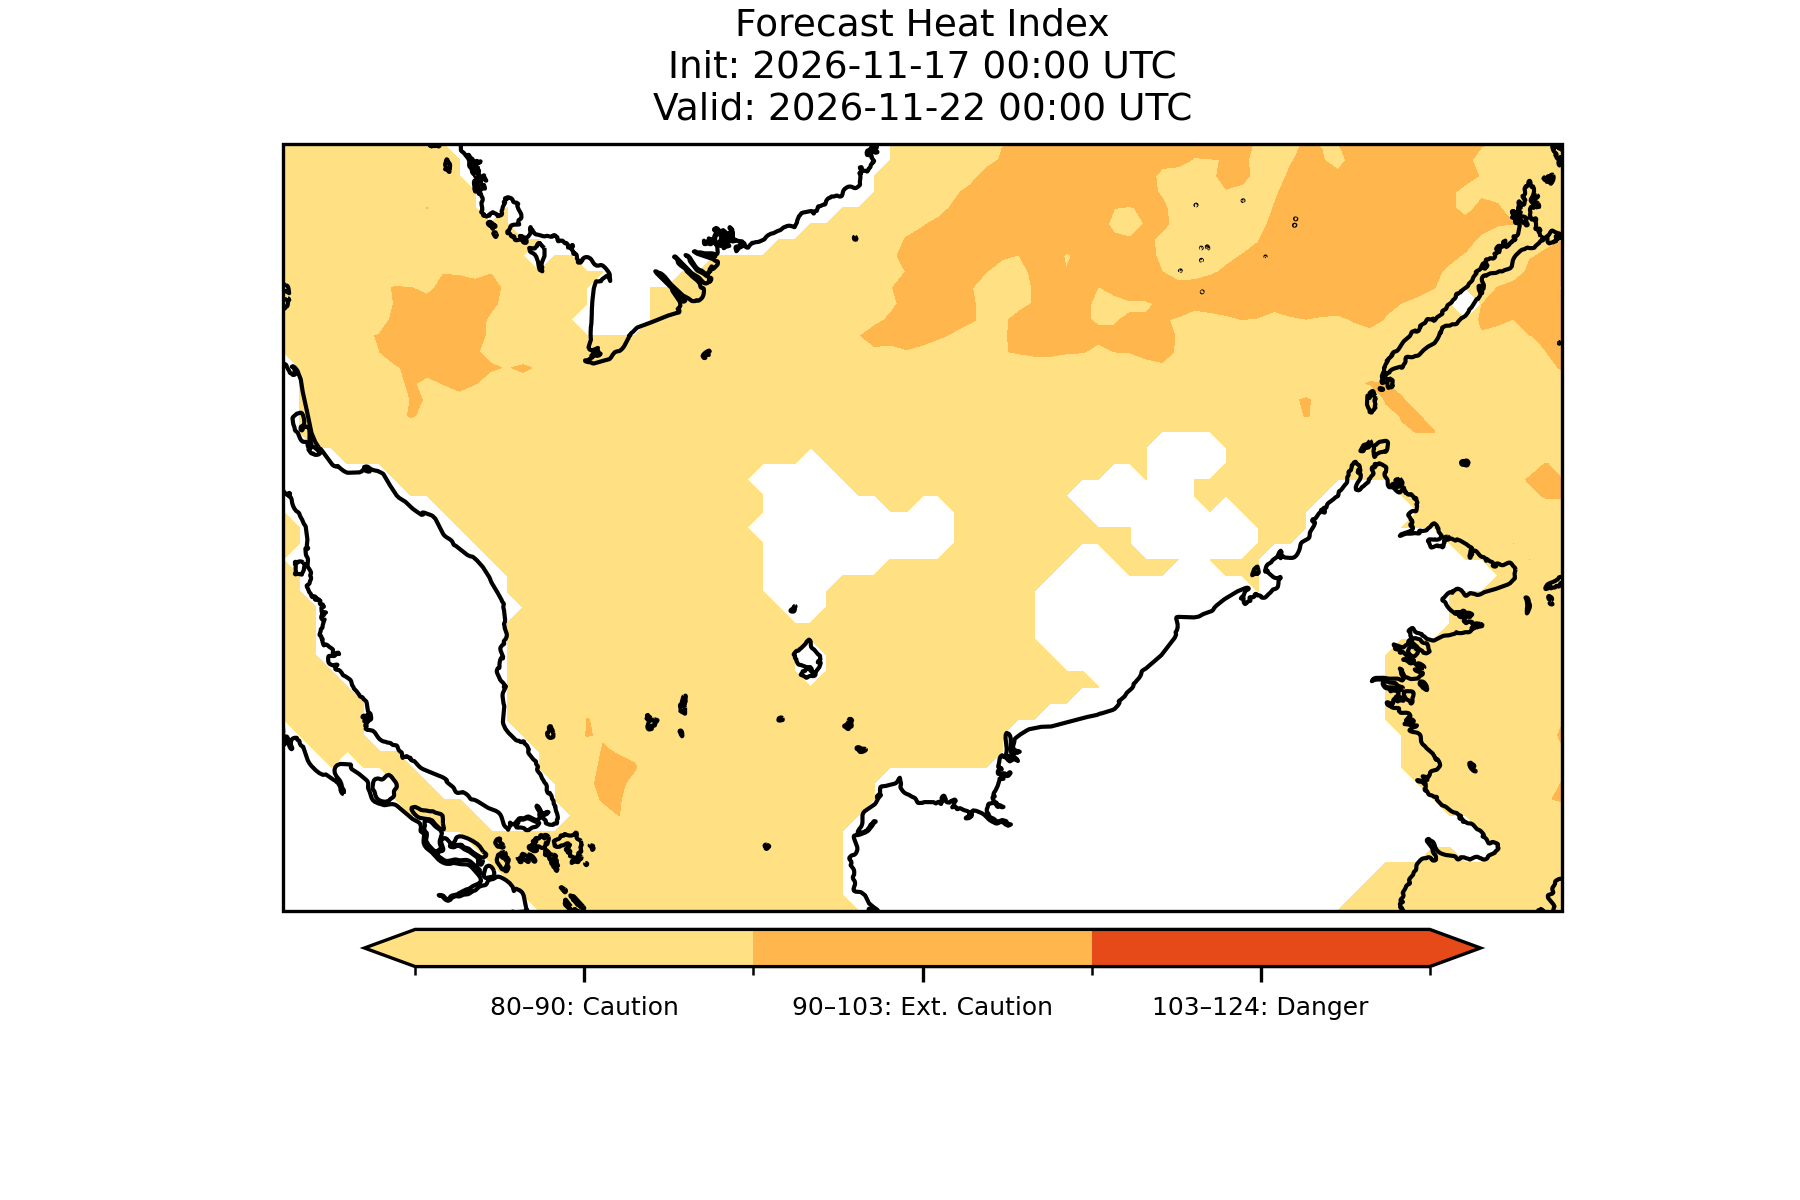 Forecast Heat Index
Init: 2026-11-17 00:00 UTC
Valid: 2026-11-22 00:00 UTC
80–90: Caution
90–103: Ext. Caution
103–124: Danger